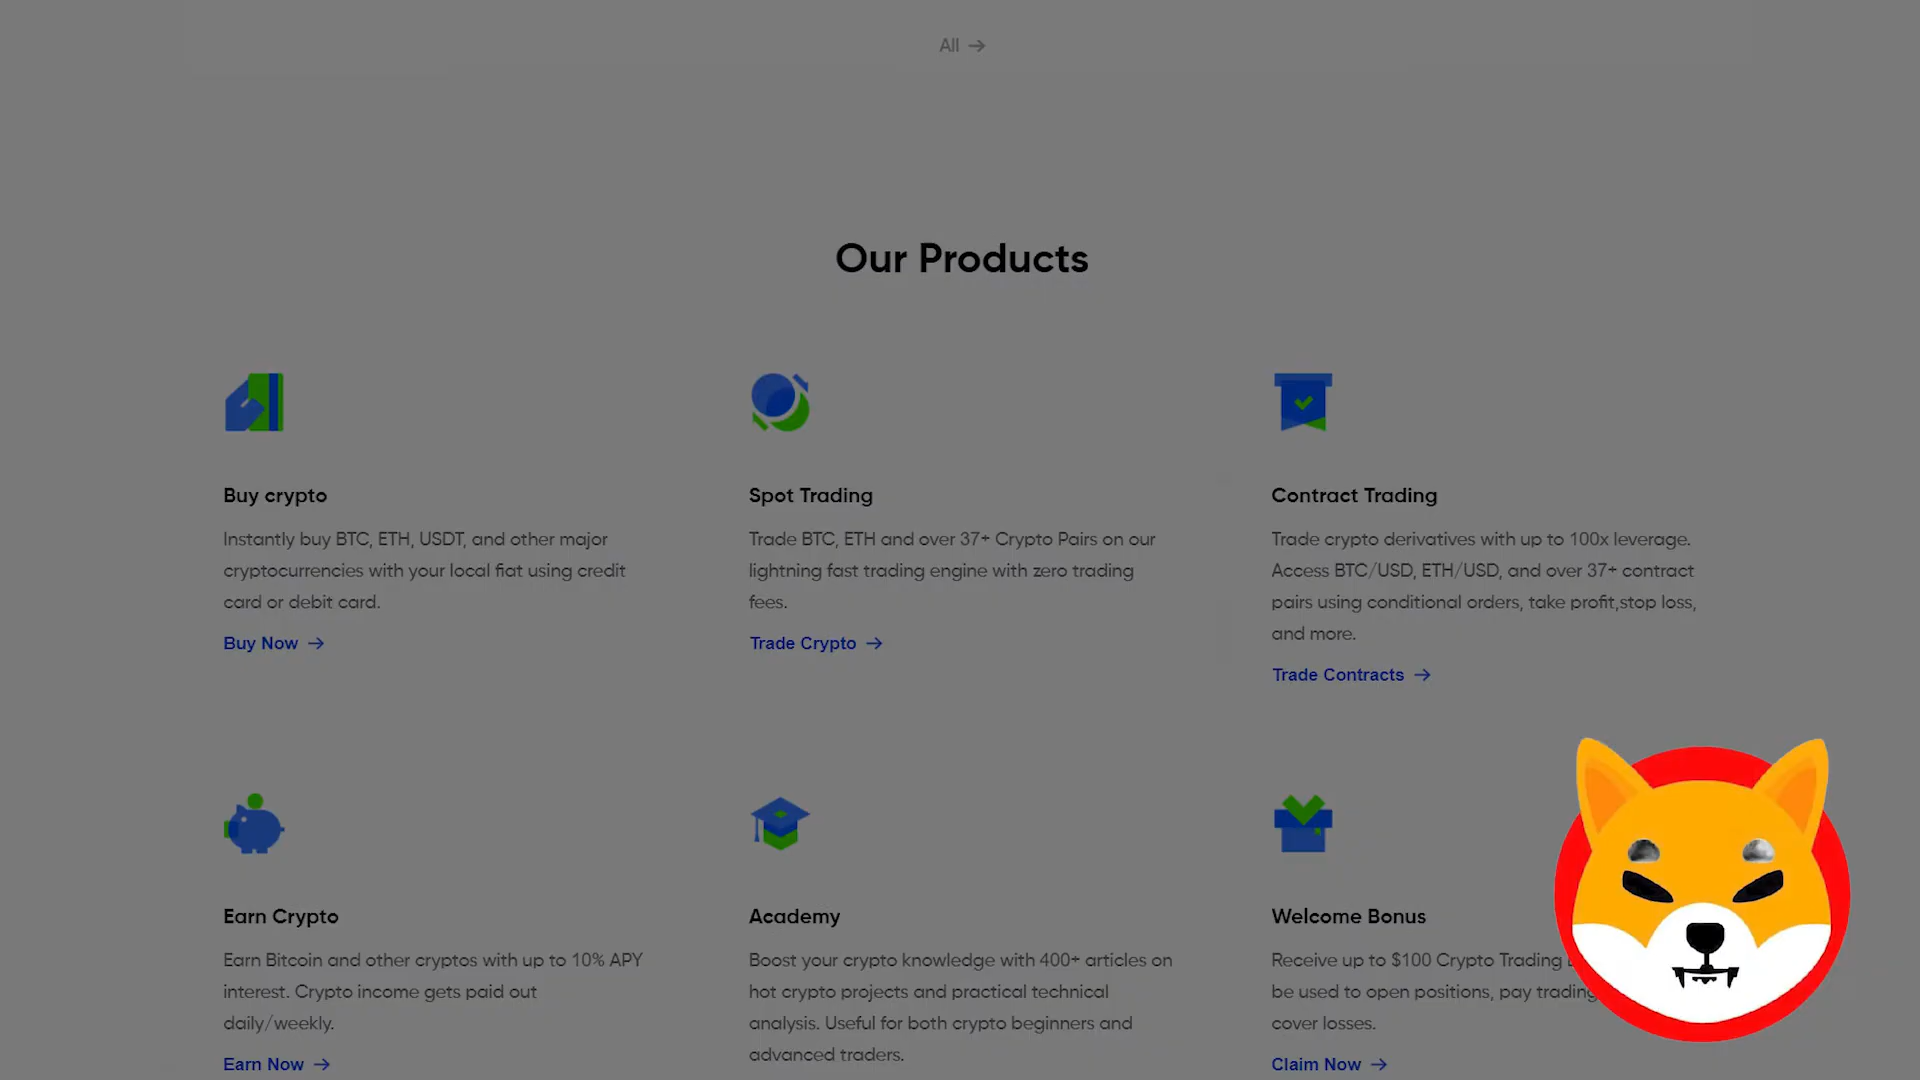 All
Our Products
Buy crypto
Instantly buy BTC, ETH, USDT, and other major
cryptocurrencies with your local fiat using credit
card or debit card.
Buy Now
Spot Trading
Trade BTC, ETH and over 37+ Crypto Pairs on our
lightning fast trading engine with zero trading
fees.
Trade Crypto
Contract Trading
Trade crypto derivatives with up to 100x leverage.
Access BTC/USD, ETH/USD, and over 37+ contract
pairs using conditional orders, take profit,stop loss,
and more.
Trade Contracts
Earn Crypto
Earn Bitcoin and other cryptos with up to 10% APY
interest. Crypto income gets paid out
daily/weekly.
Earn Now
Academy
Boost your crypto knowledge with 400+ articles on
hot crypto projects and practical technical
analysis. Useful for both crypto beginners and
advanced traders.
Welcome Bonus
Receive up to $100 Crypto Trading
be used to open positions, pay trading
cover losses.
Claim Now